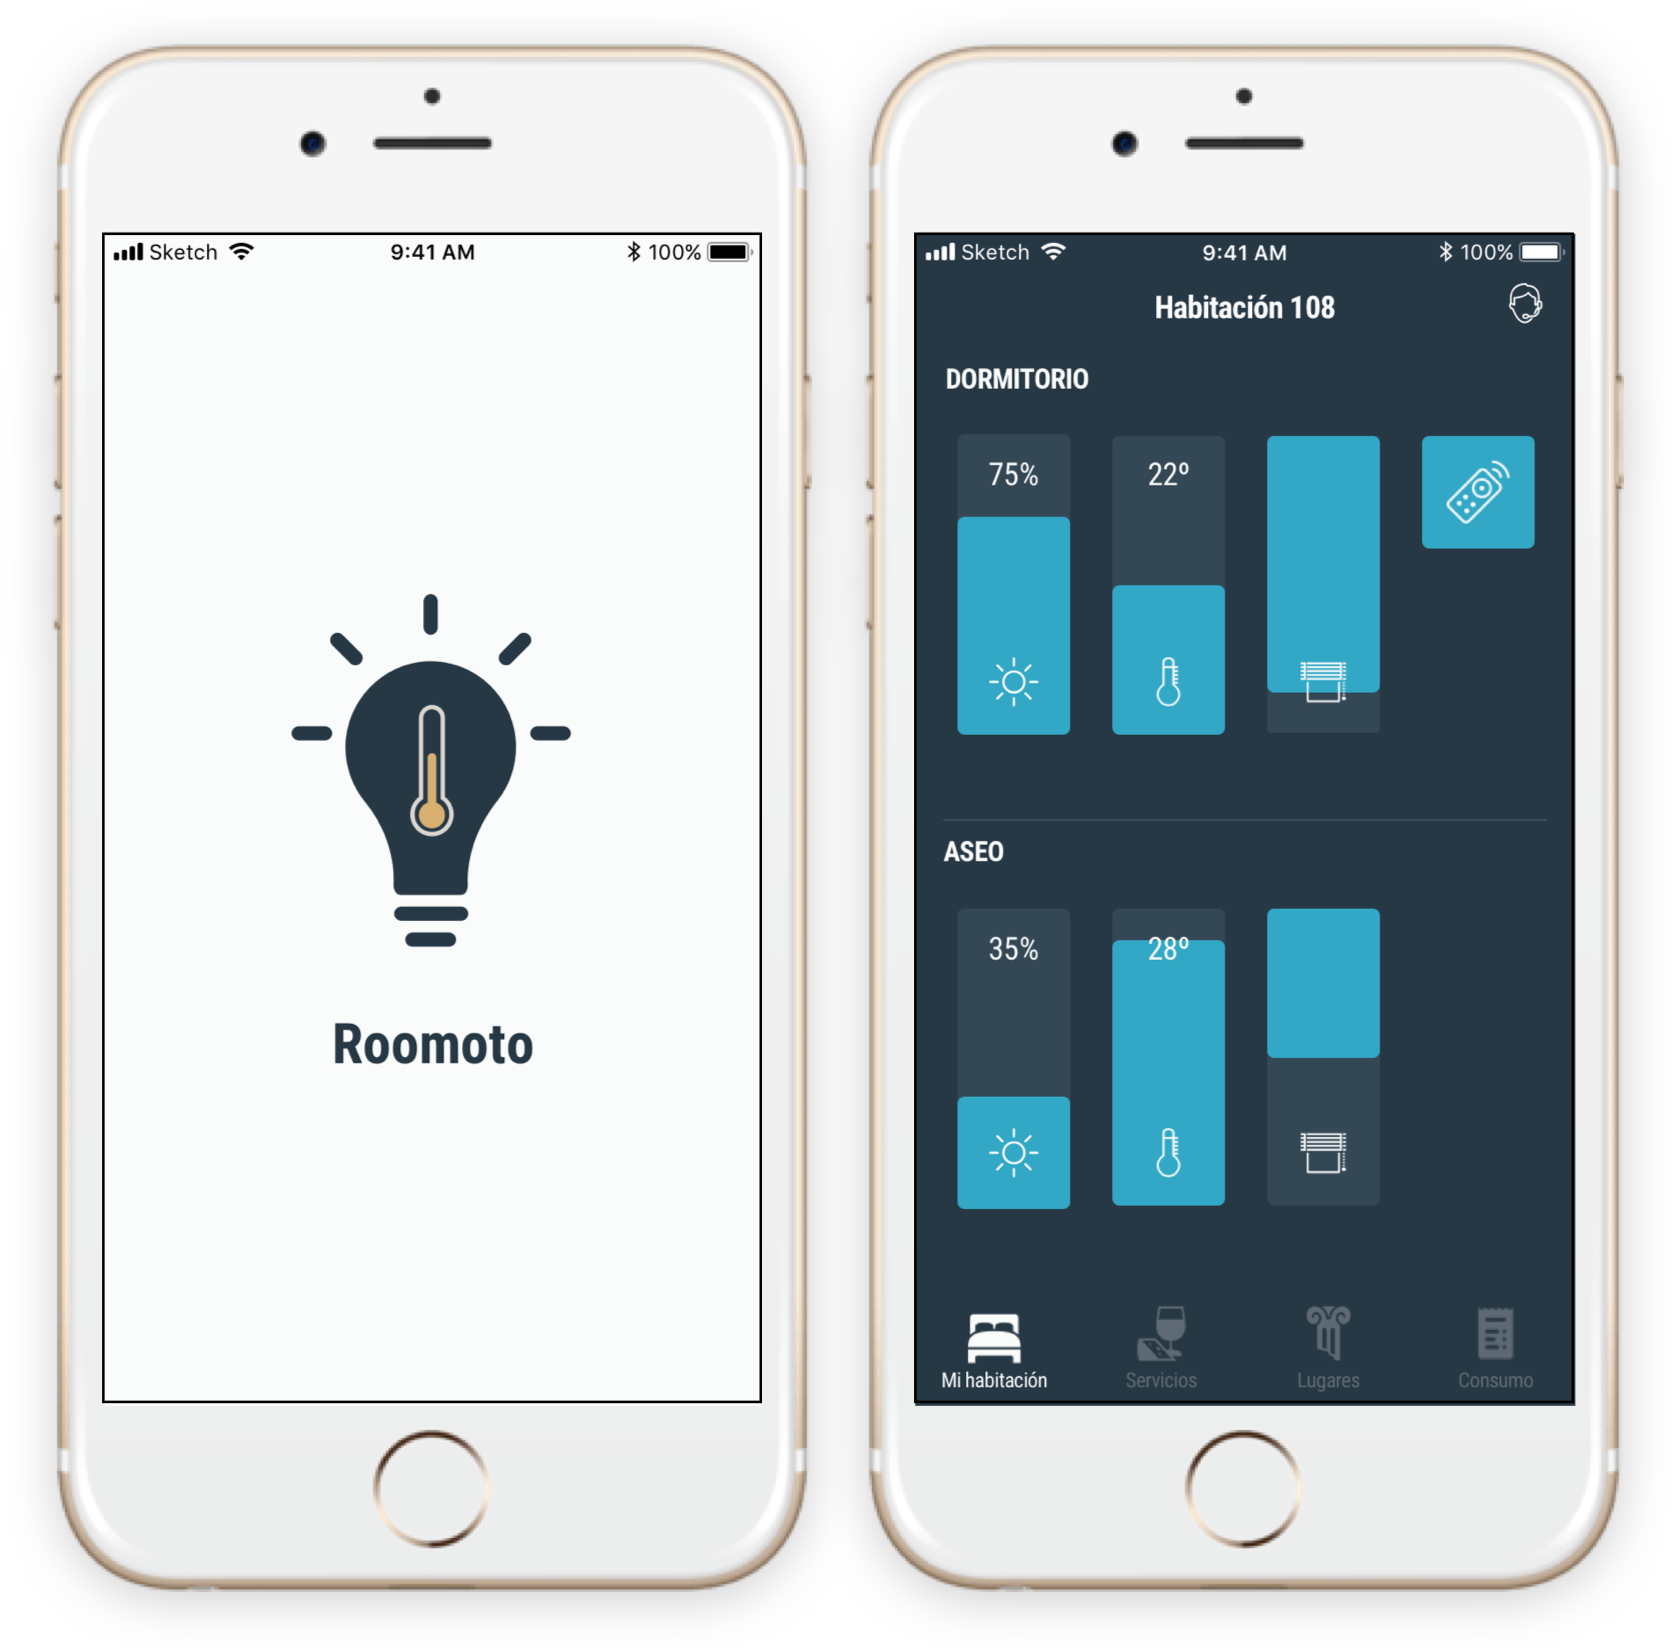 Sketch 9:41 AM 100%
Roomoto
Sketch 9:41 AM 100%
Habitación 108
DORMITORIO
75% 22º
ASEO
35% 28º
Mi habitación Servicios Lugares Consumo